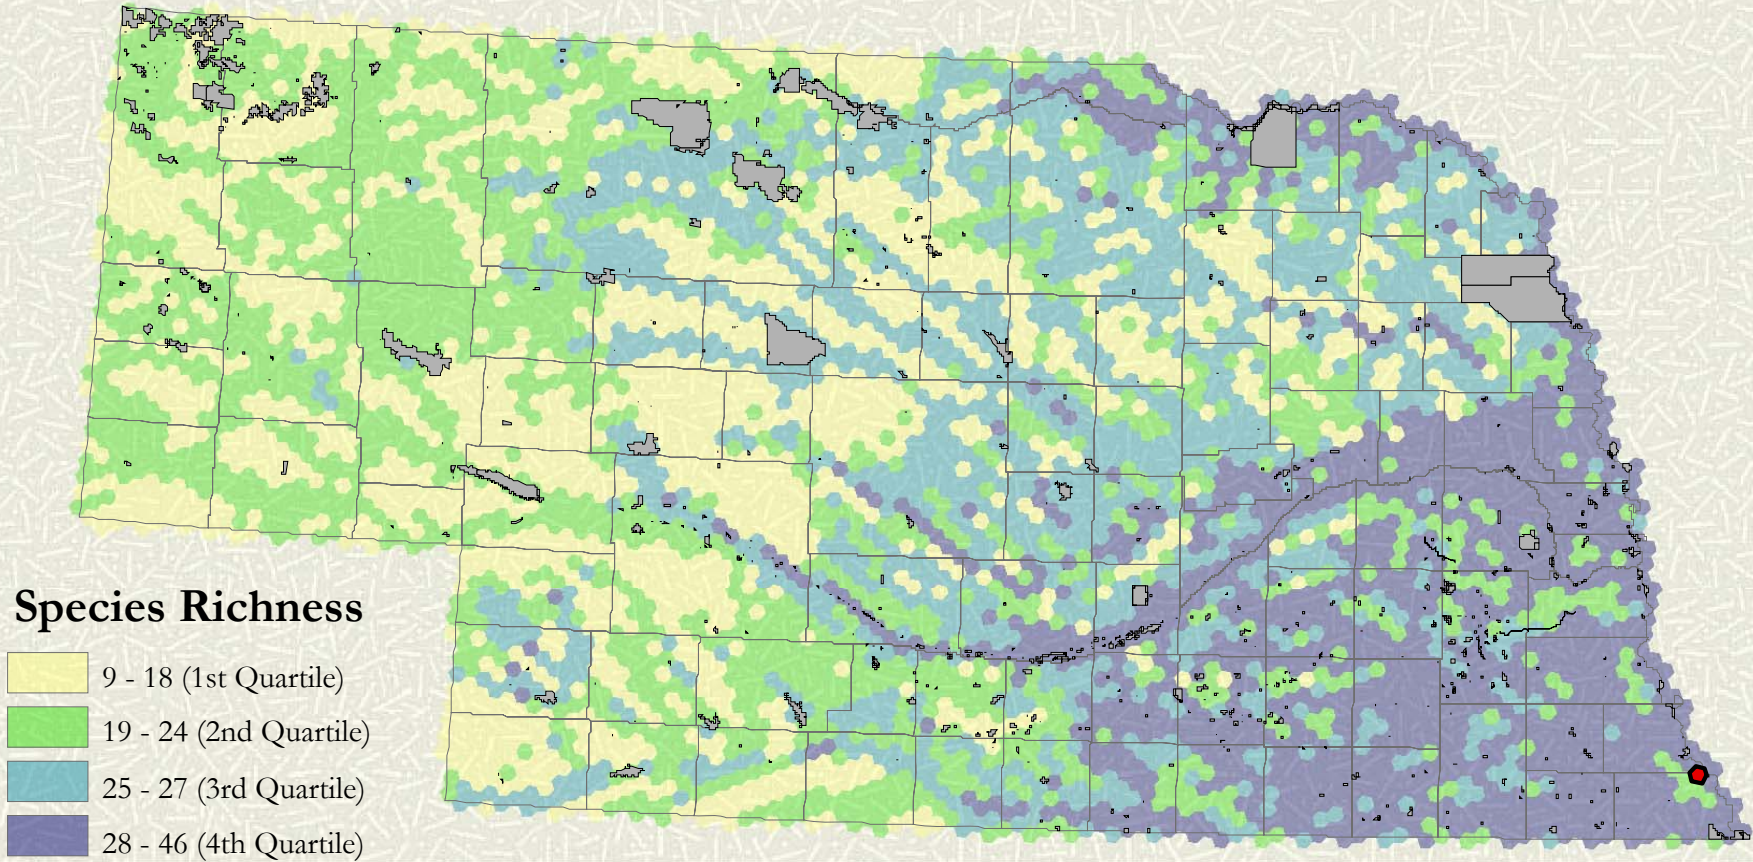 Species Richness
9 - 18 (1st Quartile)
19 - 24 (2nd Quartile)
25 - 27 (3rd Quartile)
28 - 46 (4th Quartile)